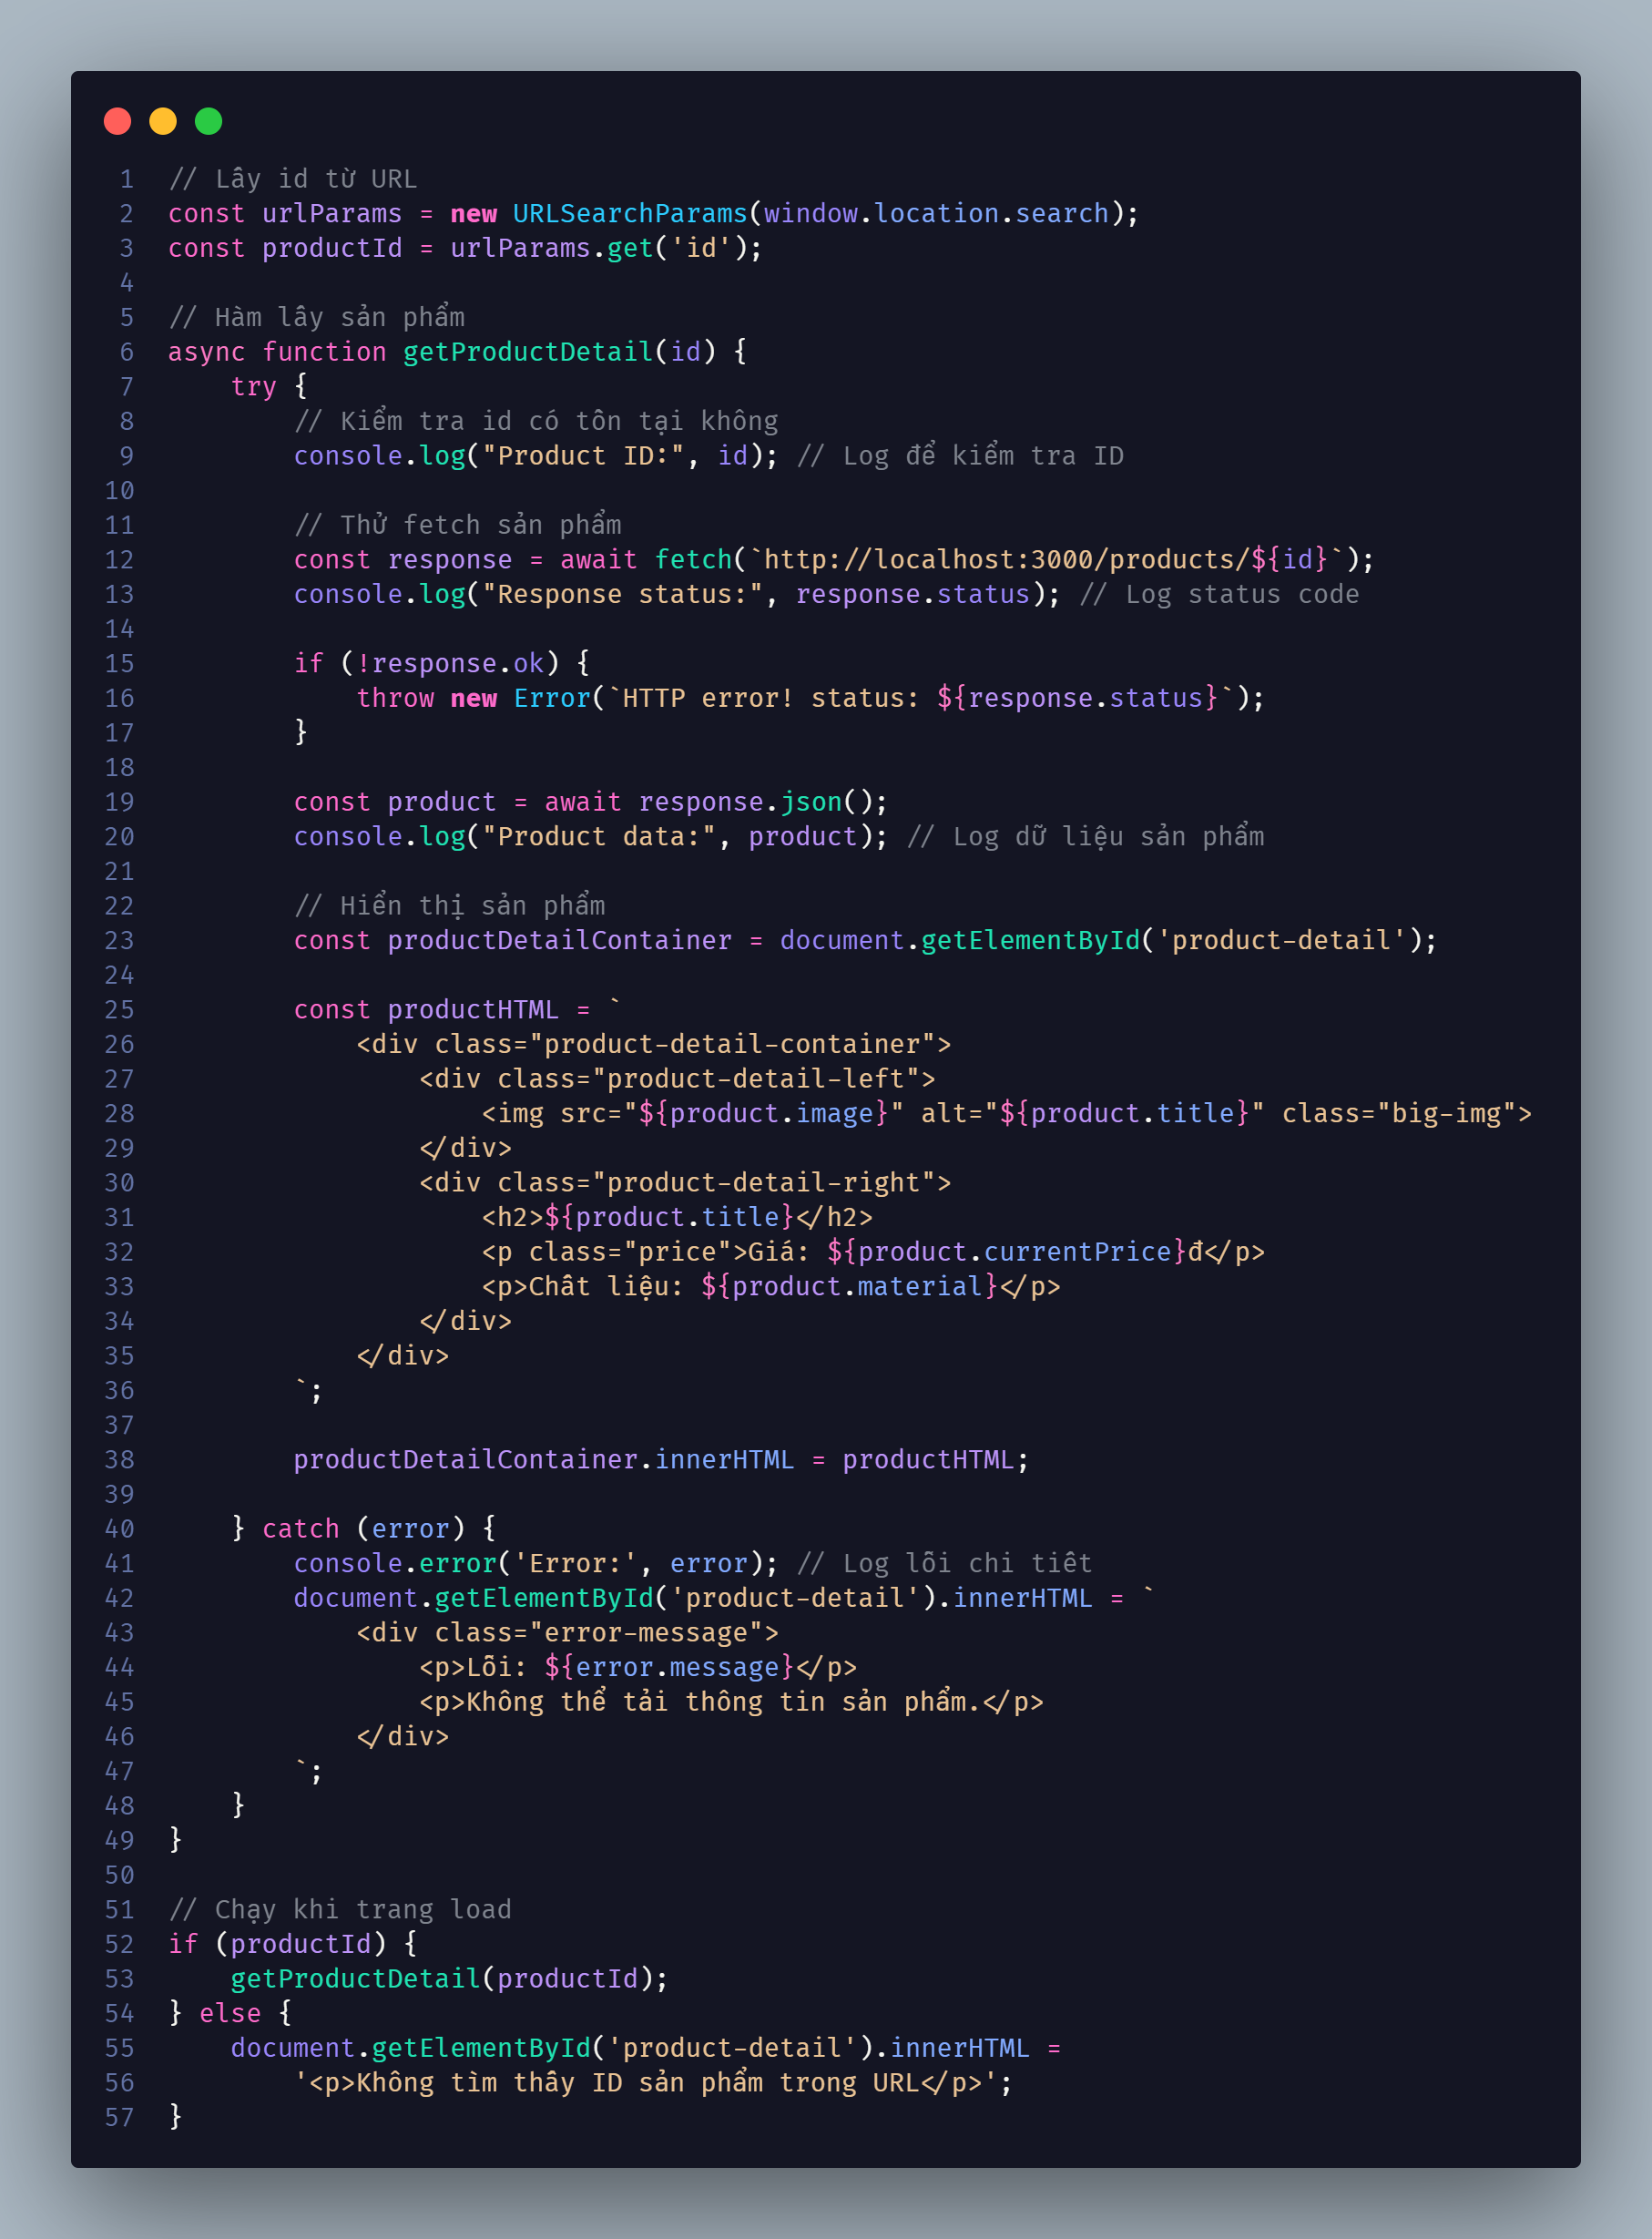 1 // Lấy id từ URL
2 const urlParams = new URLSearchParams(window.location.search);
3 const productId = urlParams.get('id');
4
5 // Hàm lấy sản phẩm
6 async function getProductDetail(id) {
7     try {
8         // Kiểm tra id có tồn tại không
9         console.log("Product ID:", id); // Log để kiểm tra ID
10
11         // Thử fetch sản phẩm
12         const response = await fetch(`http://localhost:3000/products/${id}`);
13         console.log("Response status:", response.status); // Log status code
14
15         if (!response.ok) {
16             throw new Error(`HTTP error! status: ${response.status}`);
17         }
18
19         const product = await response.json();
20         console.log("Product data:", product); // Log dữ liệu sản phẩm
21
22         // Hiển thị sản phẩm
23         const productDetailContainer = document.getElementById('product-detail');
24
25         const productHTML = `
26             <div class="product-detail-container">
27                 <div class="product-detail-left">
28                     <img src="${product.image}" alt="${product.title}" class="big-img">
29                 </div>
30                 <div class="product-detail-right">
31                     <h2>${product.title}</h2>
32                     <p class="price">Giá: ${product.currentPrice}đ</p>
33                     <p>Chất liệu: ${product.material}</p>
34                 </div>
35             </div>
36         `;
37
38         productDetailContainer.innerHTML = productHTML;
39
40     } catch (error) {
41         console.error('Error:', error); // Log lỗi chi tiết
42         document.getElementById('product-detail').innerHTML = `
43             <div class="error-message">
44                 <p>Lỗi: ${error.message}</p>
45                 <p>Không thể tải thông tin sản phẩm.</p>
46             </div>
47         `;
48     }
49 }
50
51 // Chạy khi trang load
52 if (productId) {
53     getProductDetail(productId);
54 } else {
55     document.getElementById('product-detail').innerHTML =
56         '<p>Không tìm thấy ID sản phẩm trong URL</p>';
57 }